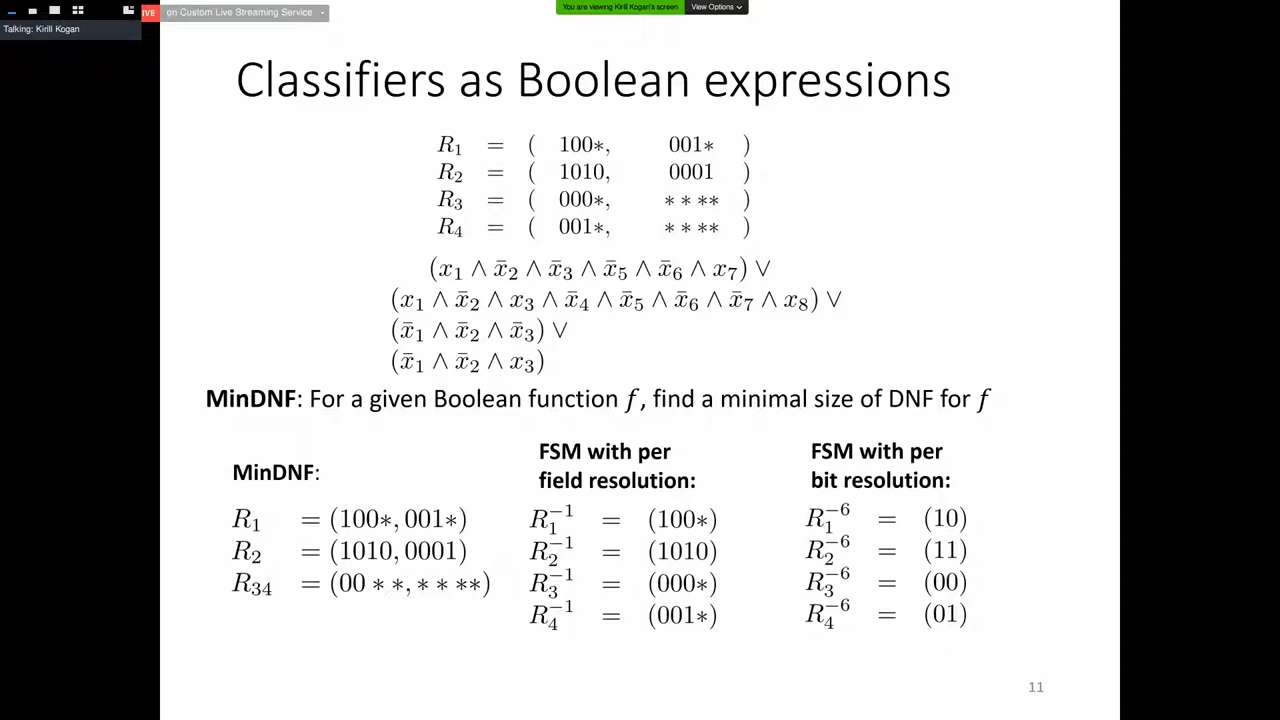 LIVE on Custom Live Streaming Service
You are viewing Kirill Kogan's screen View Options
Talking: Kirill Kogan
Classifiers as Boolean expressions
R₁ = ( 100∗, 001∗ )
R₂ = ( 1010, 0001 )
R₃ = ( 000∗, ∗∗∗∗ )
R₄ = ( 001∗, ∗∗∗∗ )
(x₁ ∧ x̄₂ ∧ x̄₃ ∧ x̄₅ ∧ x̄₆ ∧ x₇) ∨
(x₁ ∧ x̄₂ ∧ x₃ ∧ x̄₄ ∧ x̄₅ ∧ x̄₆ ∧ x̄₇ ∧ x₈) ∨
(x̄₁ ∧ x̄₂ ∧ x̄₃) ∨
(x̄₁ ∧ x̄₂ ∧ x₃)
MinDNF: For a given Boolean function f, find a minimal size of DNF for f
MinDNF:
R₁ = (100∗, 001∗)
R₂ = (1010, 0001)
R₃₄ = (00∗∗, ∗∗∗∗)
FSM with per
field resolution:
R₁⁻¹ = (100∗)
R₂⁻¹ = (1010)
R₃⁻¹ = (000∗)
R₄⁻¹ = (001∗)
FSM with per
bit resolution:
R₁⁻⁶ = (10)
R₂⁻⁶ = (11)
R₃⁻⁶ = (00)
R₄⁻⁶ = (01)
11